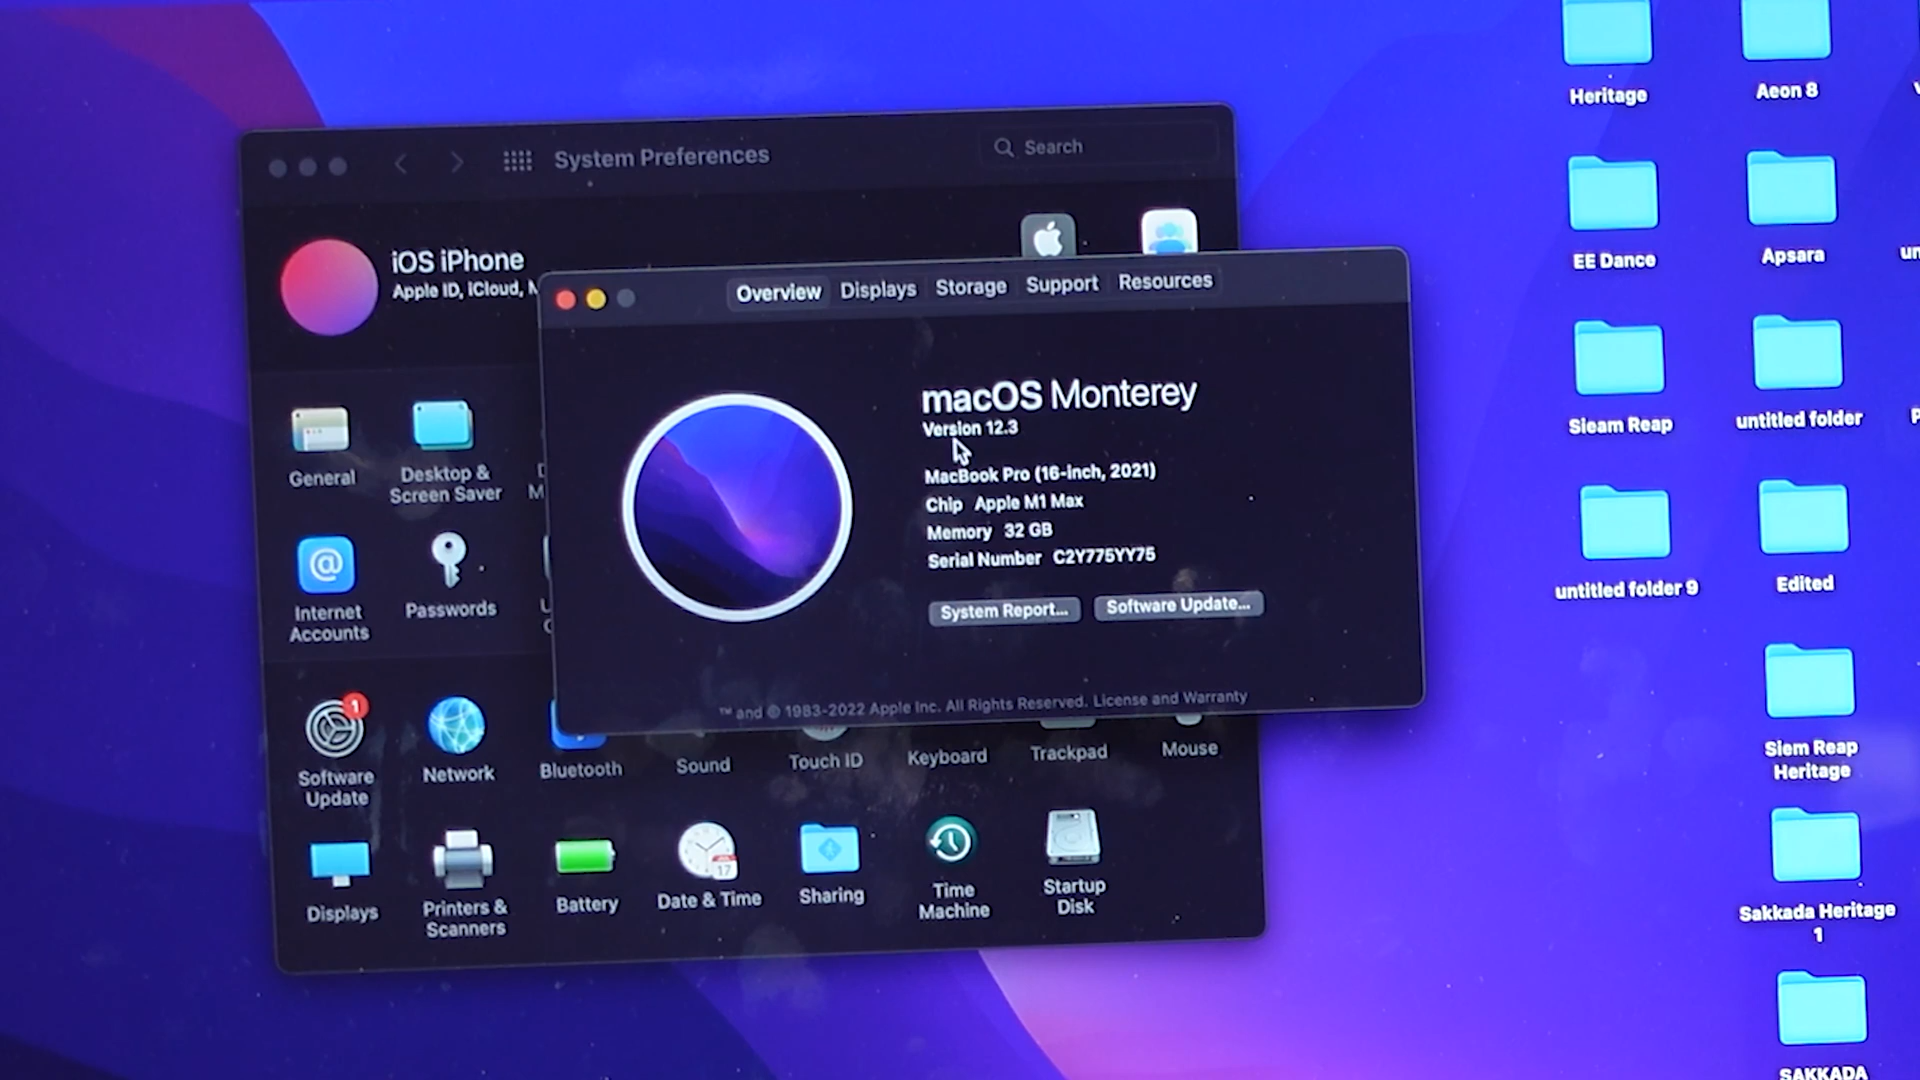 System Preferences
Search
iOS iPhone
Apple ID, iCloud, M
General
Desktop &
Screen Saver
Internet
Accounts
Passwords
1
Software
Update
Network
Bluetooth
Sound
Touch ID
Keyboard
Trackpad
Mouse
Displays
Printers &
Scanners
Battery
17
Date & Time
Sharing
Time
Machine
Startup
Disk
Overview
Displays
Storage
Support
Resources
macOS Monterey
Version 12.3
MacBook Pro (16-inch, 2021)
Chip Apple M1 Max
Memory 32 GB
Serial Number C2Y775YY75
System Report...
Software Update...
™ and © 1983-2022 Apple Inc. All Rights Reserved. License and Warranty
Heritage
Aeon 8
EE Dance
Apsara
un
Sieam Reap
untitled folder
untitled folder 9
Edited
Siem Reap
Heritage
Sakkada Heritage
1
SAKKADA